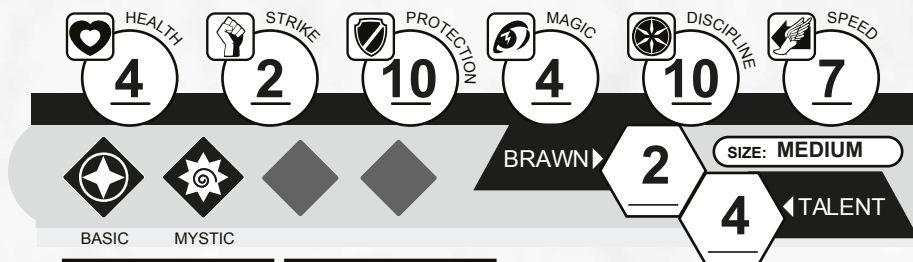 HEALTH STRIKE PROTECTION MAGIC DISCIPLINE SPEED
4 2 10 4 10 7
BRAWN 2 SIZE: MEDIUM
4 TALENT
BASIC MYSTIC